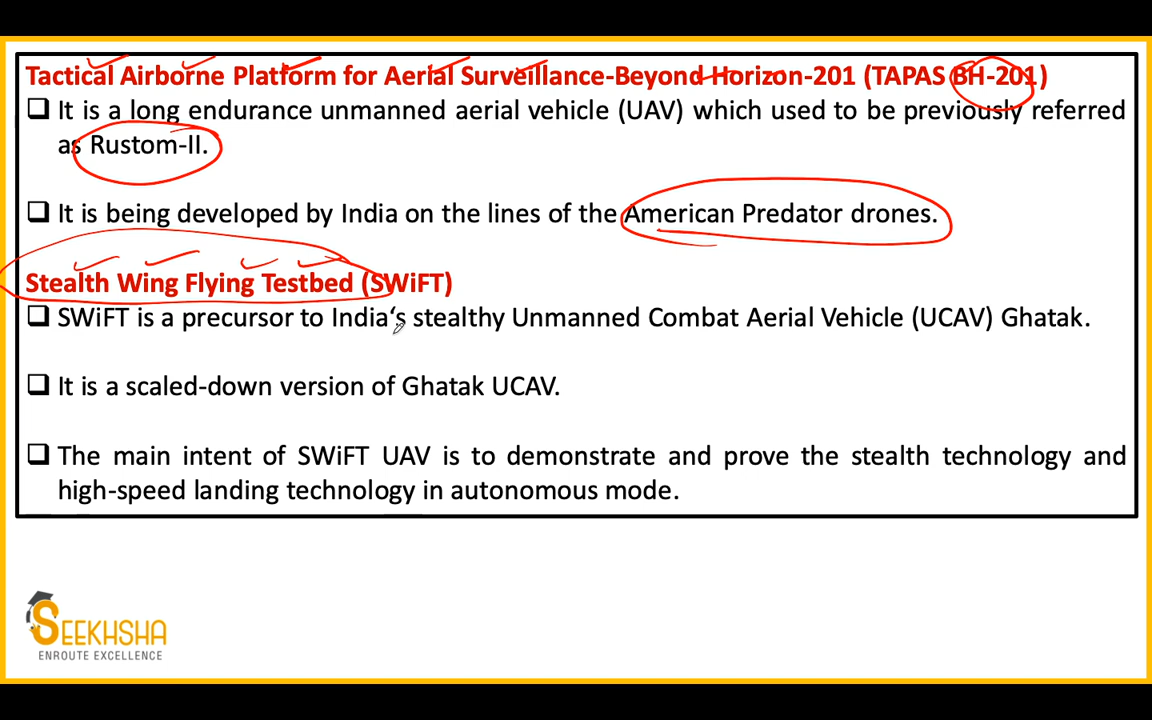 Tactical Airborne Platform for Aerial Surveillance-Beyond Horizon-201 (TAPAS BH-201)
❑ It is a long endurance unmanned aerial vehicle (UAV) which used to be previously referred
as Rustom-II.
❑ It is being developed by India on the lines of the American Predator drones.
Stealth Wing Flying Testbed (SWiFT)
❑ SWiFT is a precursor to India‘s stealthy Unmanned Combat Aerial Vehicle (UCAV) Ghatak.
❑ It is a scaled-down version of Ghatak UCAV.
❑ The main intent of SWiFT UAV is to demonstrate and prove the stealth technology and
high-speed landing technology in autonomous mode.
SEEKHSHA
ENROUTE EXCELLENCE